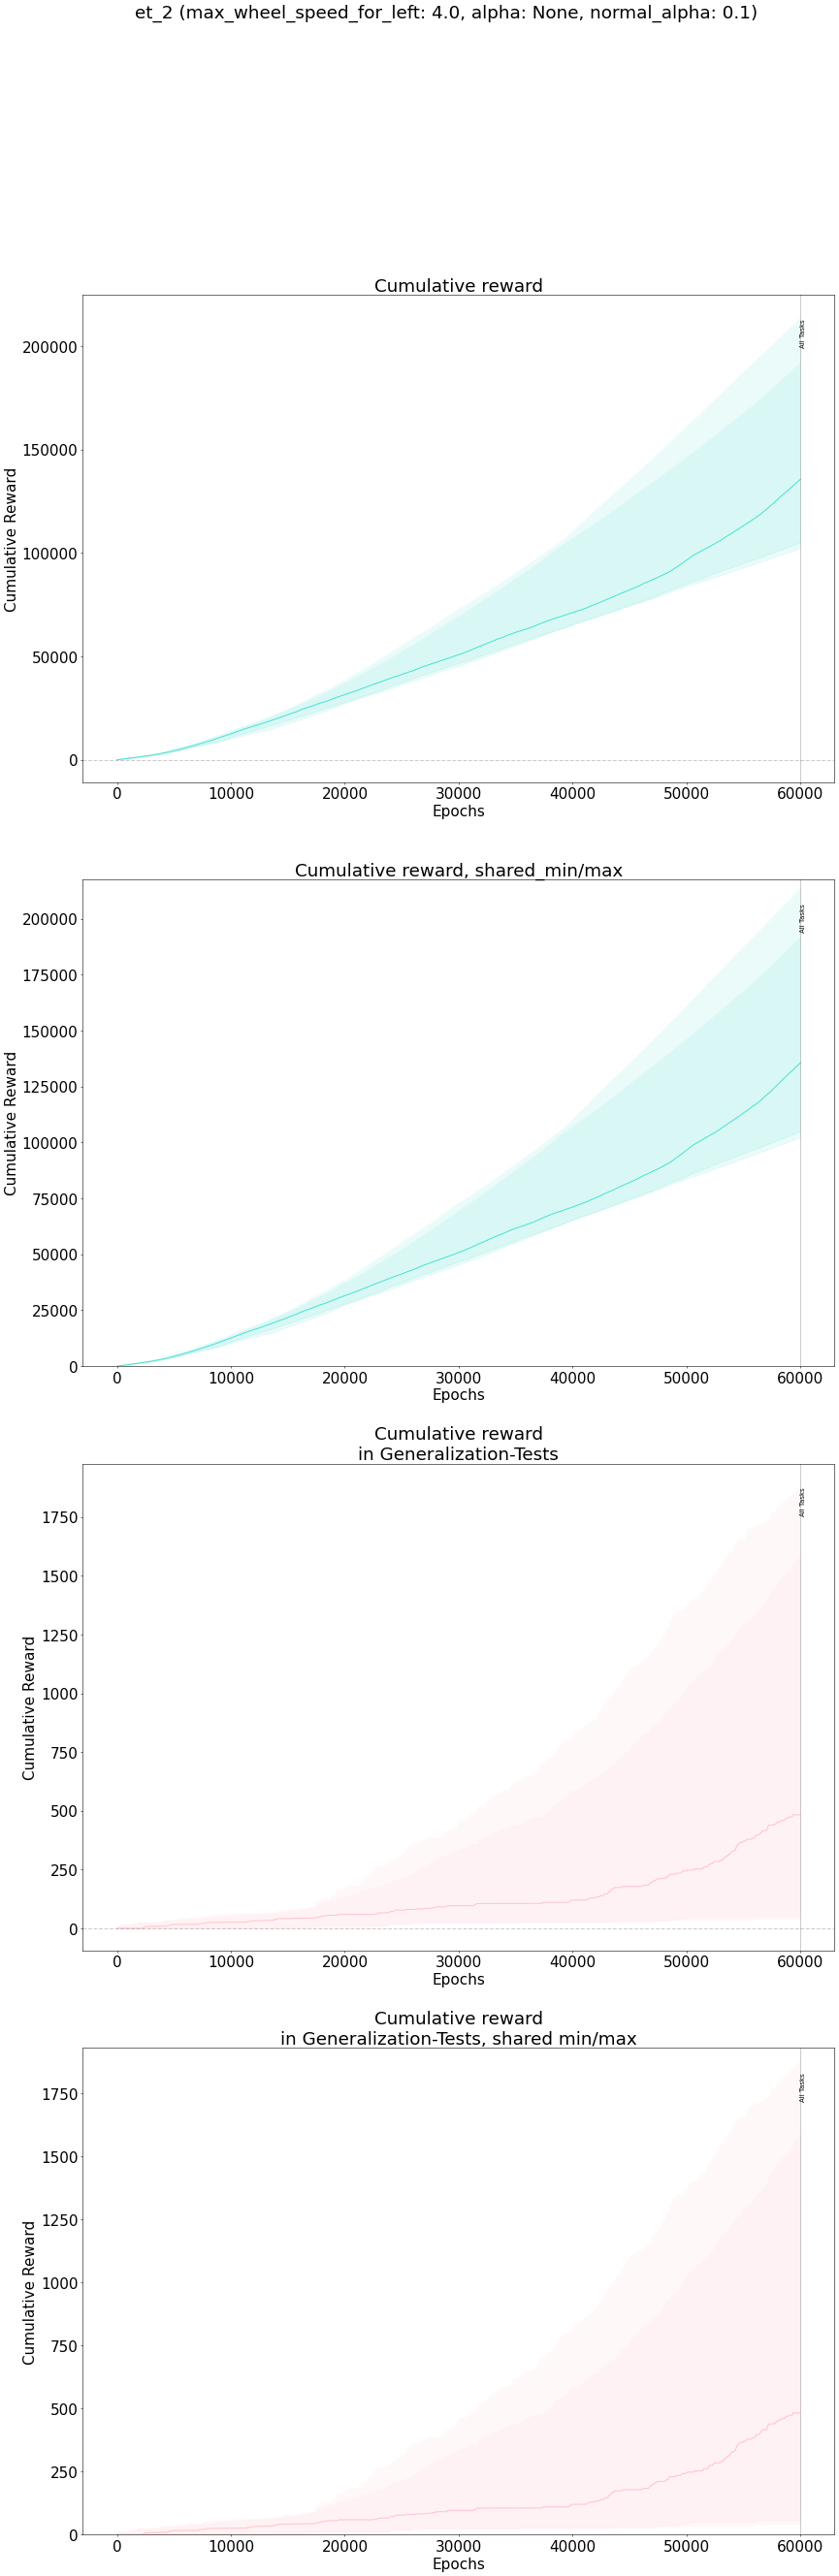 et_2 (max_wheel_speed_for_left: 4.0, alpha: None, normal_alpha: 0.1)
Cumulative reward
All Tasks
200000
150000
100000
50000
0
Cumulative Reward
0 10000 20000 30000 40000 50000 60000
Epochs
Cumulative reward, shared_min/max
All Tasks
200000
175000
150000
125000
100000
75000
50000
25000
0
Cumulative Reward
0 10000 20000 30000 40000 50000 60000
Epochs
Cumulative reward
in Generalization-Tests
All Tasks
1750
1500
1250
1000
750
500
250
0
Cumulative Reward
0 10000 20000 30000 40000 50000 60000
Epochs
Cumulative reward
in Generalization-Tests, shared min/max
All Tasks
1750
1500
1250
1000
750
500
250
0
Cumulative Reward
0 10000 20000 30000 40000 50000 60000
Epochs